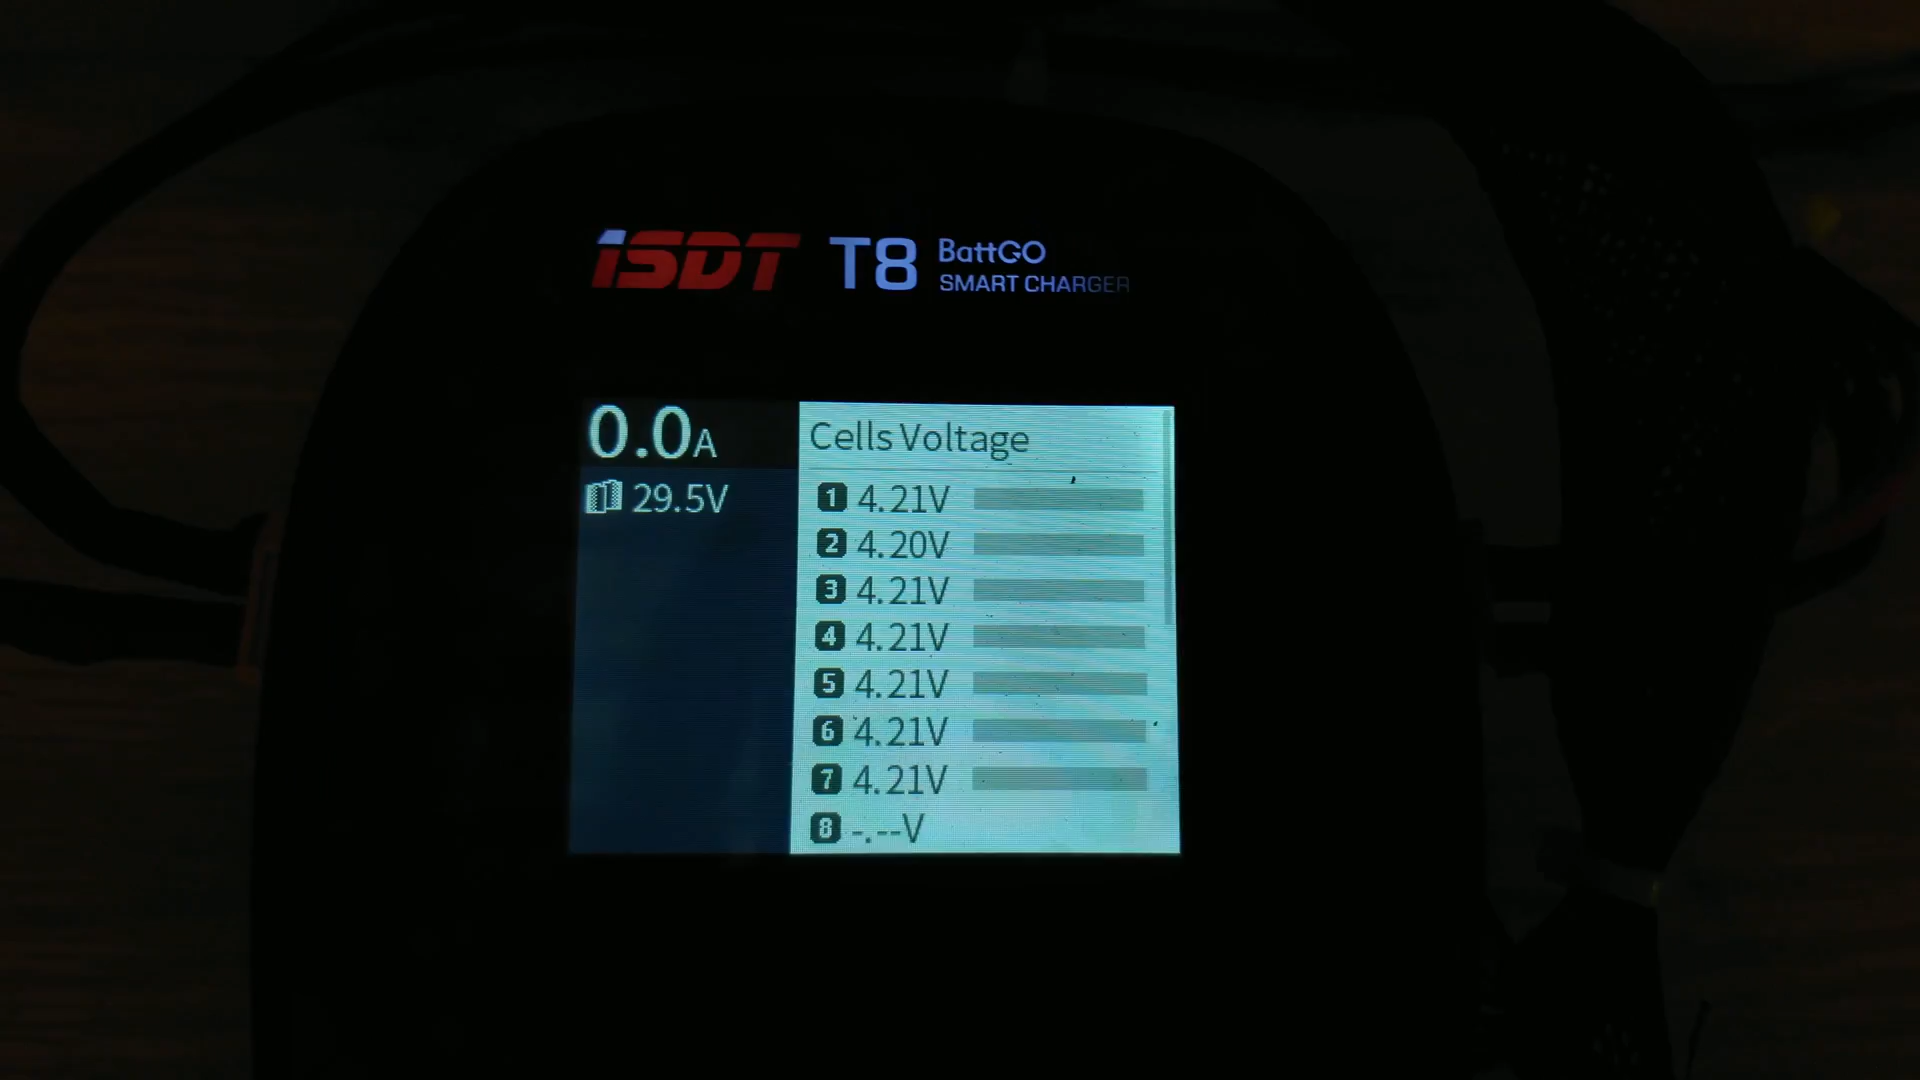 iSDT T8 BattGO
SMART CHARGER
0.0A
29.5V
Cells Voltage
1 4.21V
2 4.20V
3 4.21V
4 4.21V
5 4.21V
6 4.21V
7 4.21V
8 -.--V